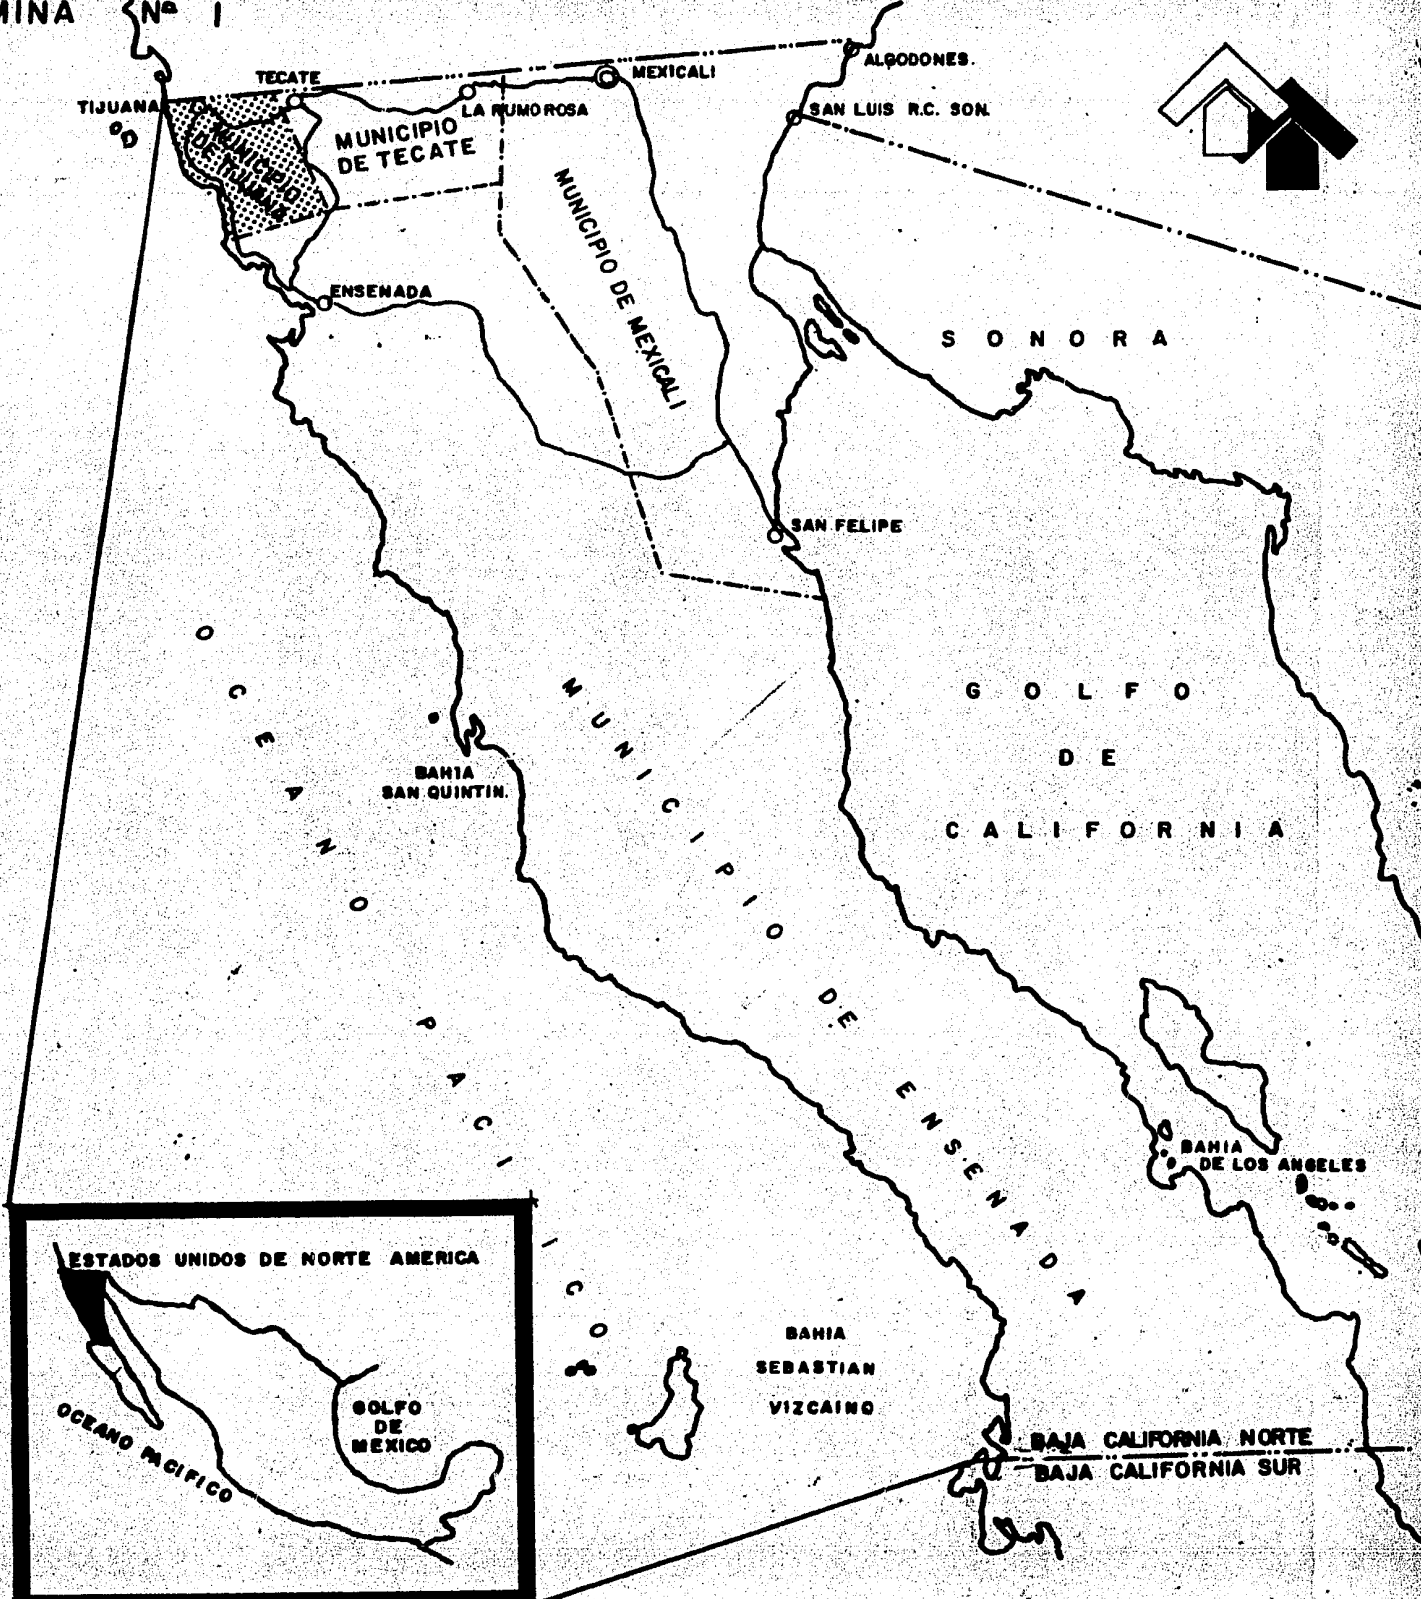 MINA Nº 1
ALGODONES.
TECATE
MEXICALI
TIJUANA
LA RUMOROSA
SAN LUIS R.C. SON.
MUNICIPIO
DE TECATE
MUNICIPIO
DE TIJUANA
MUNICIPIO DE MEXICALI
ENSENADA
SONORA
SAN FELIPE
OCEANO PACIFICO
MUNICIPIO DE ENSENADA
GOLFO
DE
CALIFORNIA
BAHIA
SAN QUINTIN.
BAHIA
DE LOS ANGELES
ESTADOS UNIDOS DE NORTE AMERICA
GOLFO
DE
MEXICO
OCEANO PACIFICO
BAHIA
SEBASTIAN
VIZCAINO
BAJA CALIFORNIA NORTE
BAJA CALIFORNIA SUR